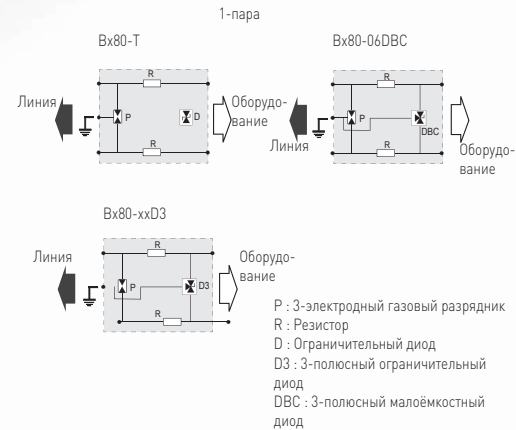 1-пара
Bx80-T
Bx80-06DBC
R
R
Линия
P
D
Оборудо-
вание
P
DBC
Линия
Оборудо-
вание
R
R
Bx80-xxD3
Линия
R
Оборудо-
вание
P
D3
R
P : 3-электродный газовый разрядник
R : Резистор
D : Ограничительный диод
D3 : 3-полюсный ограничительный
диод
DBC : 3-полюсный малоёмкостный
диод